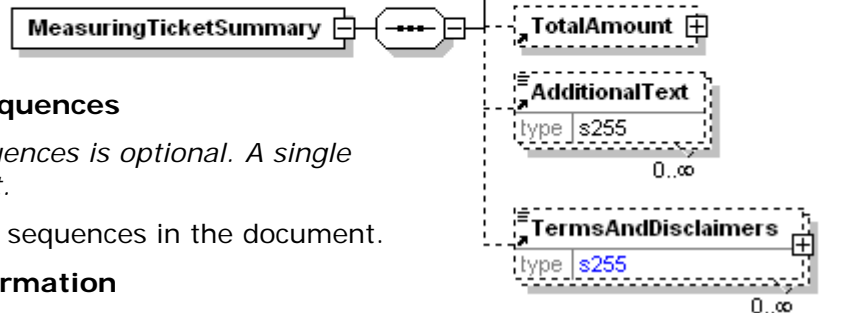 MeasuringTicketSummary
TotalAmount
AdditionalText
type s255
0..∞
quences
uences is optional. A single
sequences in the document.
TermsAndDisclaimers
type s255
rmation
0..∞